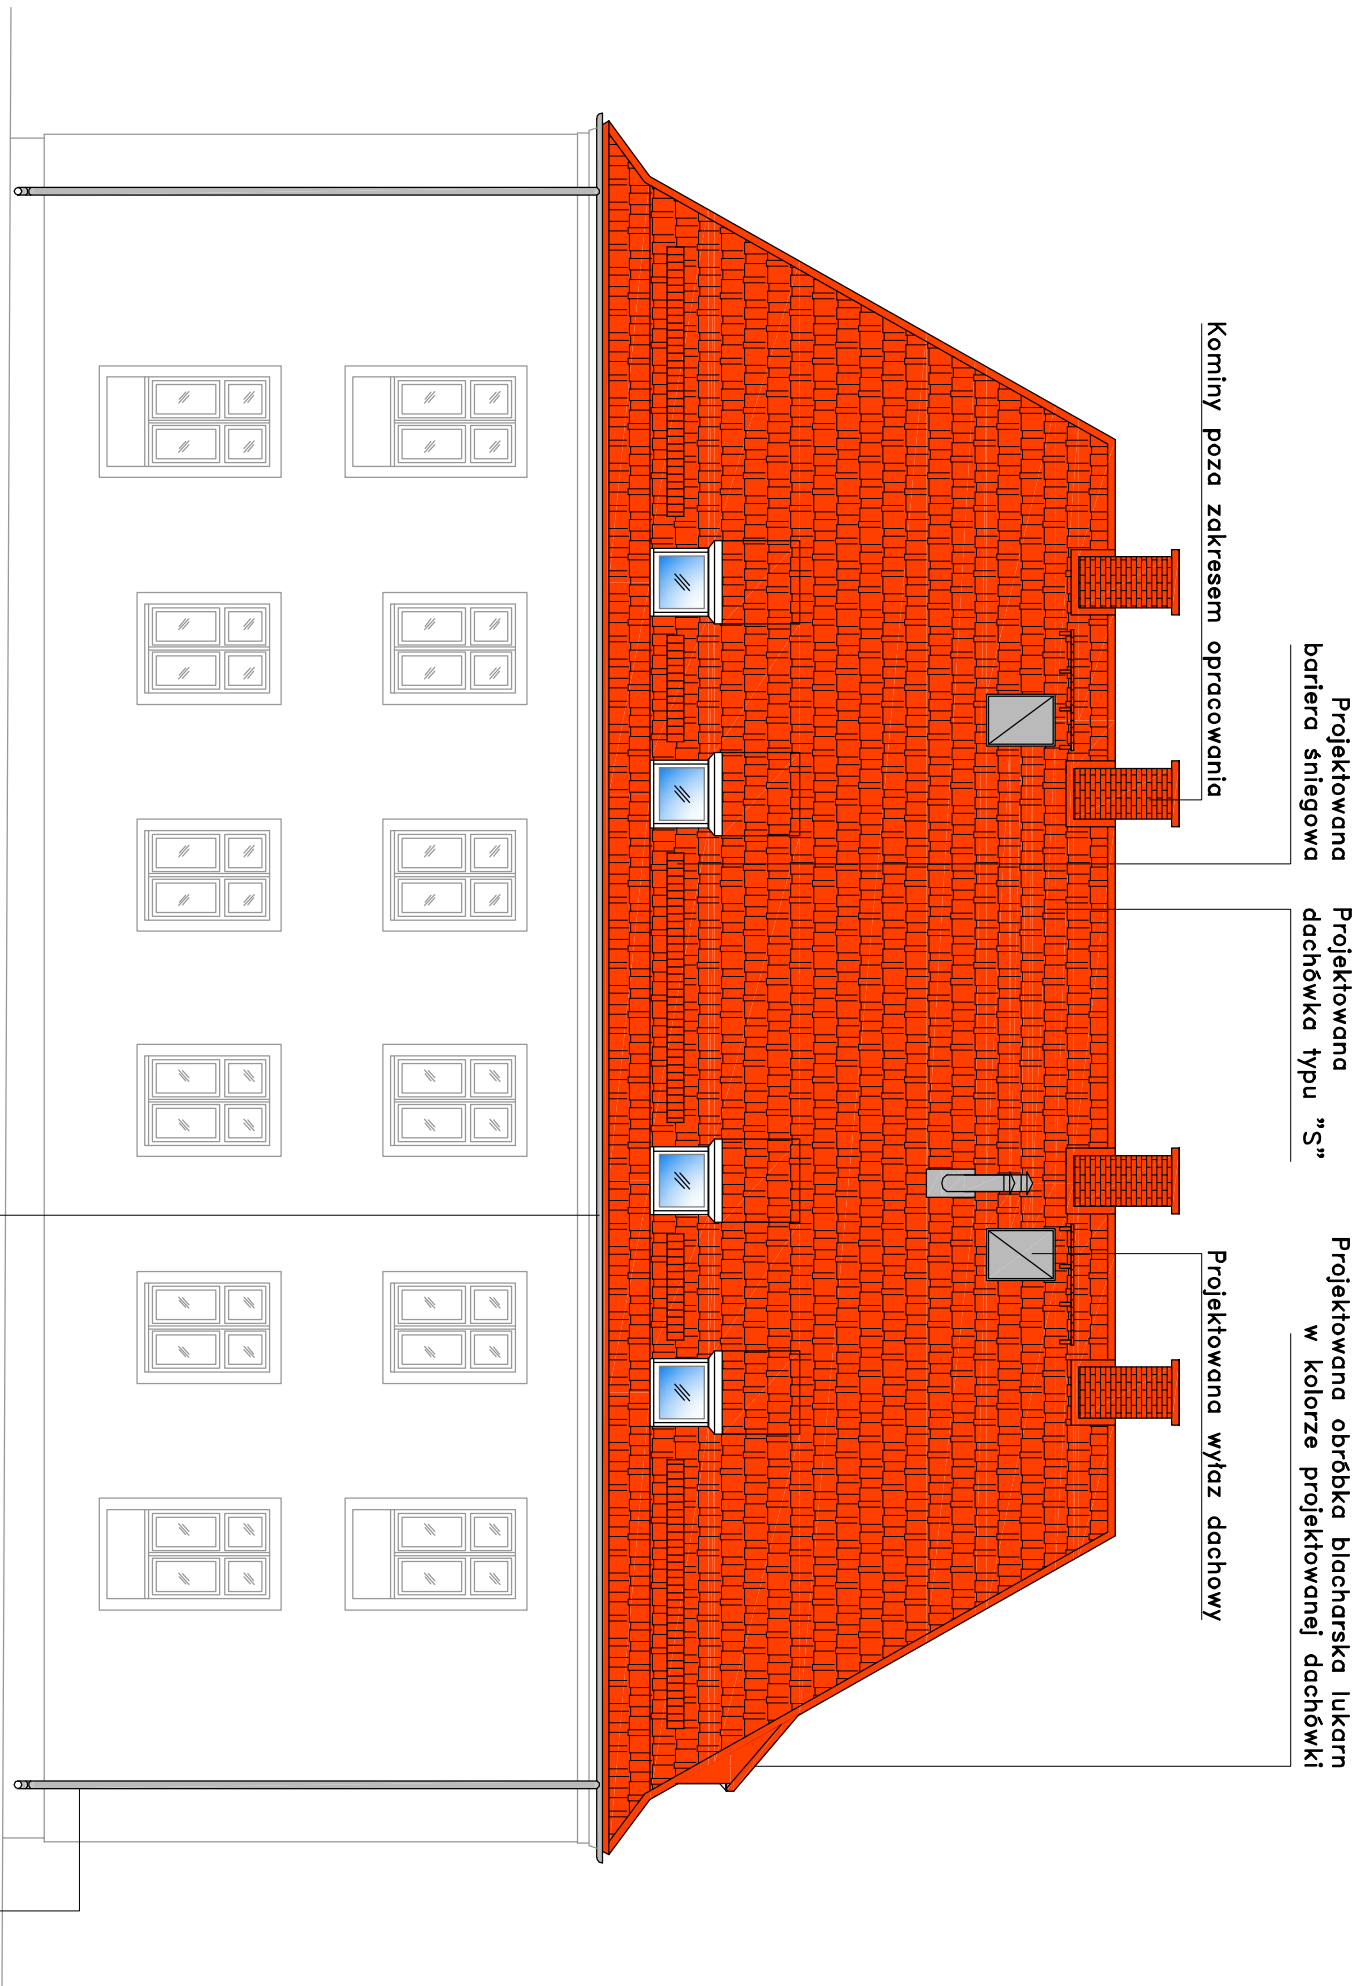 Projektowana
bariera śniegowa
Projektowana
dachówka typu ”S”
Projektowana obróbka blacharska lukarn
w kolorze projektowanej dachówki
Kominy poza zakresem opracowania
Projektowana wyłaz dachowy